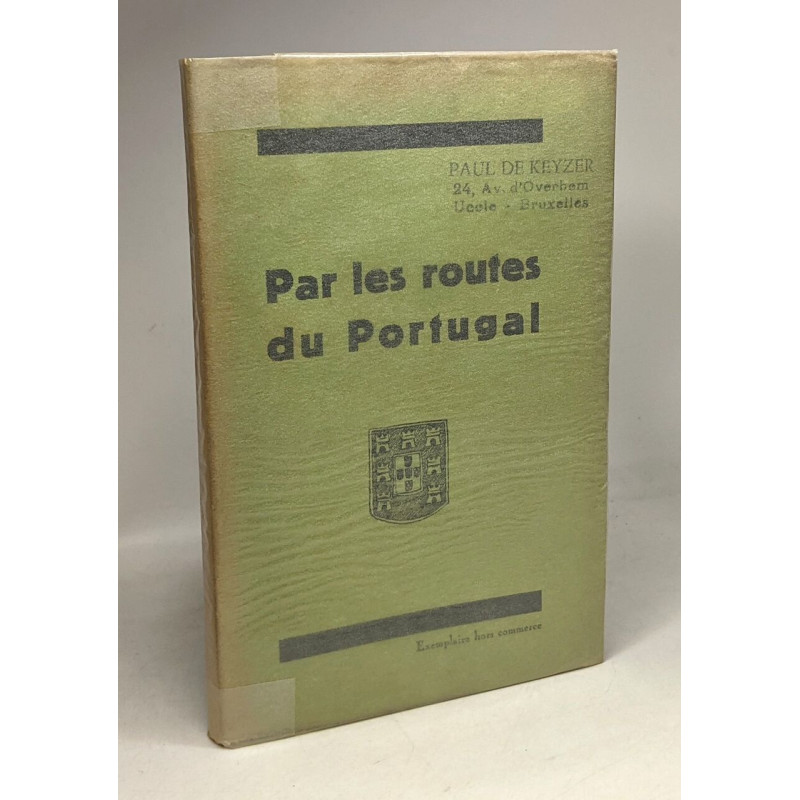 PAUL DE KEYZER
24, Av. d'Overhem
Uccle - Bruxelles
Par les routes
du Portugal
Exemplaire hors commerce